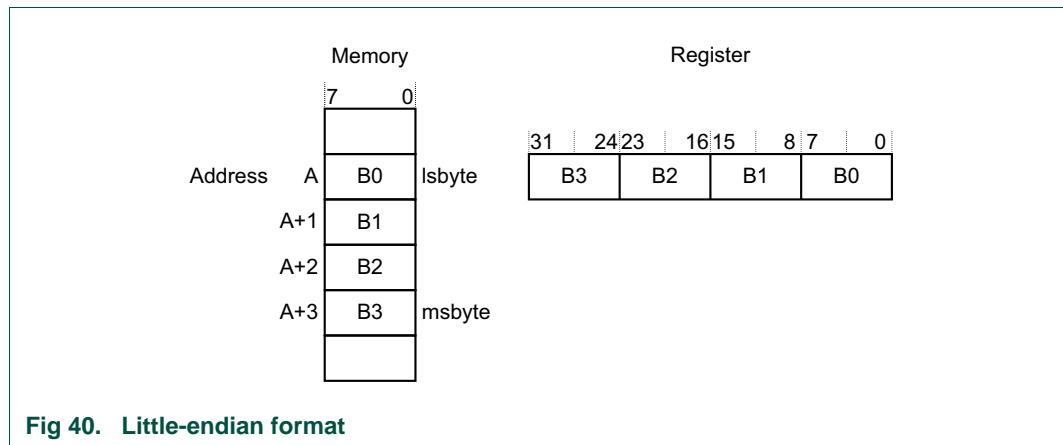 Memory
Register
7 0
31 24 23 16 15 8 7 0
Address A B0 lsbyte
B3 B2 B1 B0
A+1 B1
A+2 B2
A+3 B3 msbyte
Fig 40. Little-endian format